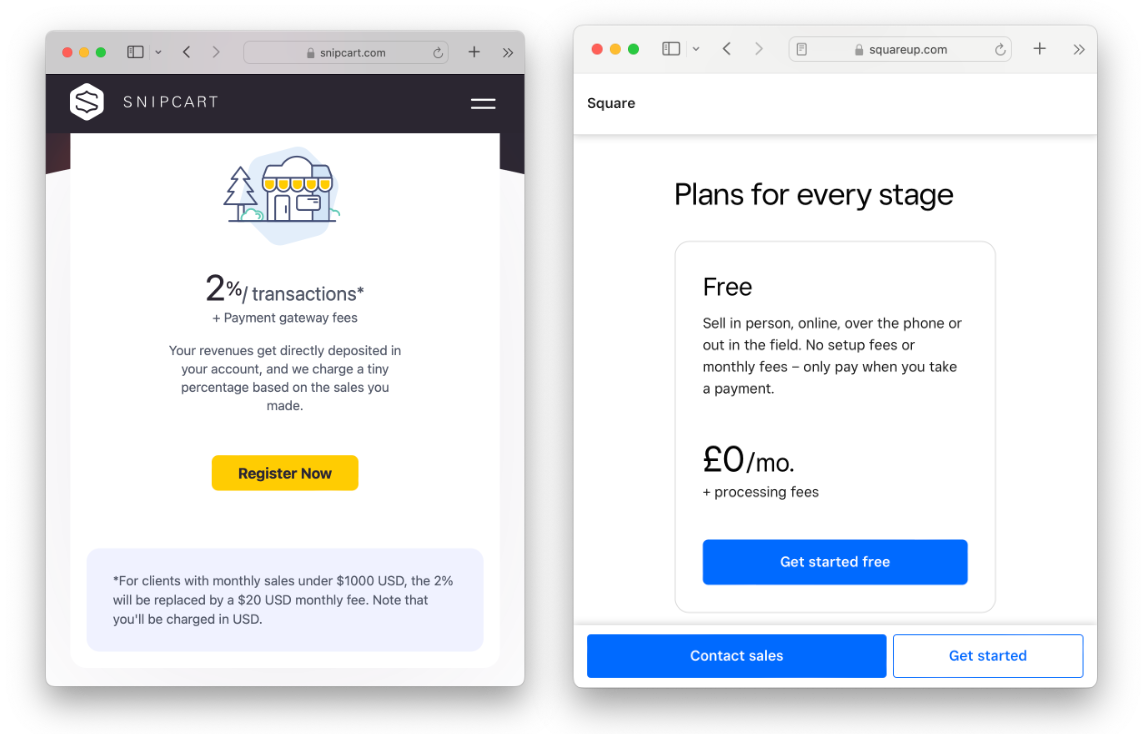 snipcart.com
SNIPCART
2%/ transactions*
+ Payment gateway fees
Your revenues get directly deposited in
your account, and we charge a tiny
percentage based on the sales you
made.
Register Now
*For clients with monthly sales under $1000 USD, the 2%
will be replaced by a $20 USD monthly fee. Note that
you'll be charged in USD.
squareup.com
Square
Plans for every stage
Free
Sell in person, online, over the phone or
out in the field. No setup fees or
monthly fees – only pay when you take
a payment.
£0/mo.
+ processing fees
Get started free
Contact sales
Get started